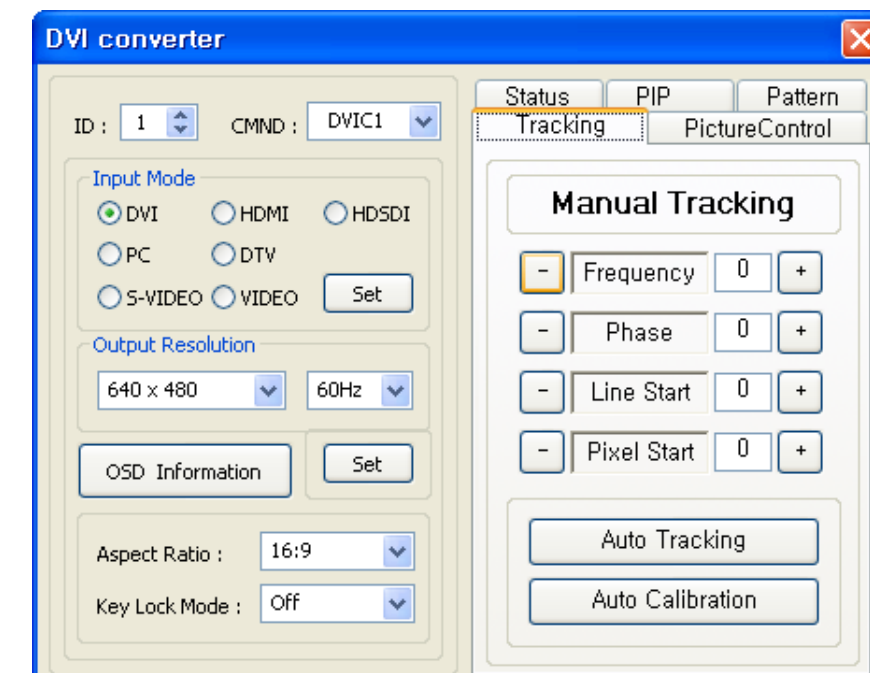 DVI converter
ID : 1 CMND : DVIC1
Input Mode
DVI HDMI HDSDI
PC DTV
S-VIDEO VIDEO Set
Output Resolution
640 x 480 60Hz
OSD Information Set
Aspect Ratio : 16:9
Key Lock Mode : Off
Status PIP Pattern
Tracking PictureControl
Manual Tracking
- Frequency 0 +
- Phase 0 +
- Line Start 0 +
- Pixel Start 0 +
Auto Tracking
Auto Calibration